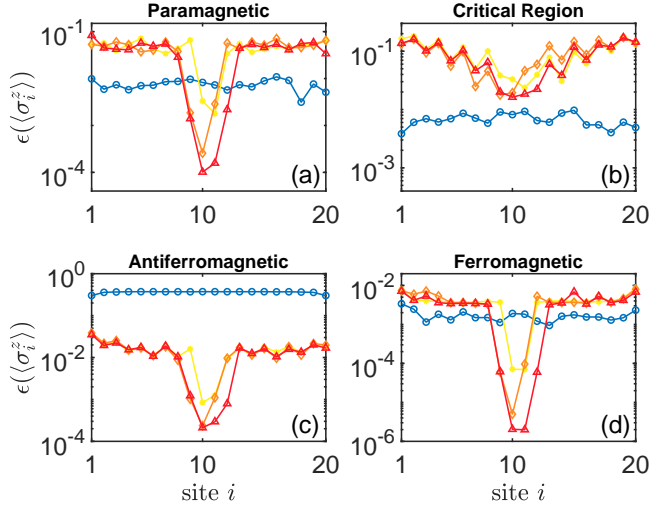 Paramagnetic
Critical Region
ϵ(⟨σ_i^z⟩)
10^-1
10^-4
1
10
20
(a)
10^-1
10^-3
1
10
20
(b)
Antiferromagnetic
Ferromagnetic
ϵ(⟨σ_i^z⟩)
10^0
10^-2
10^-4
1
10
20
(c)
site i
10^-2
10^-4
10^-6
1
10
20
(d)
site i